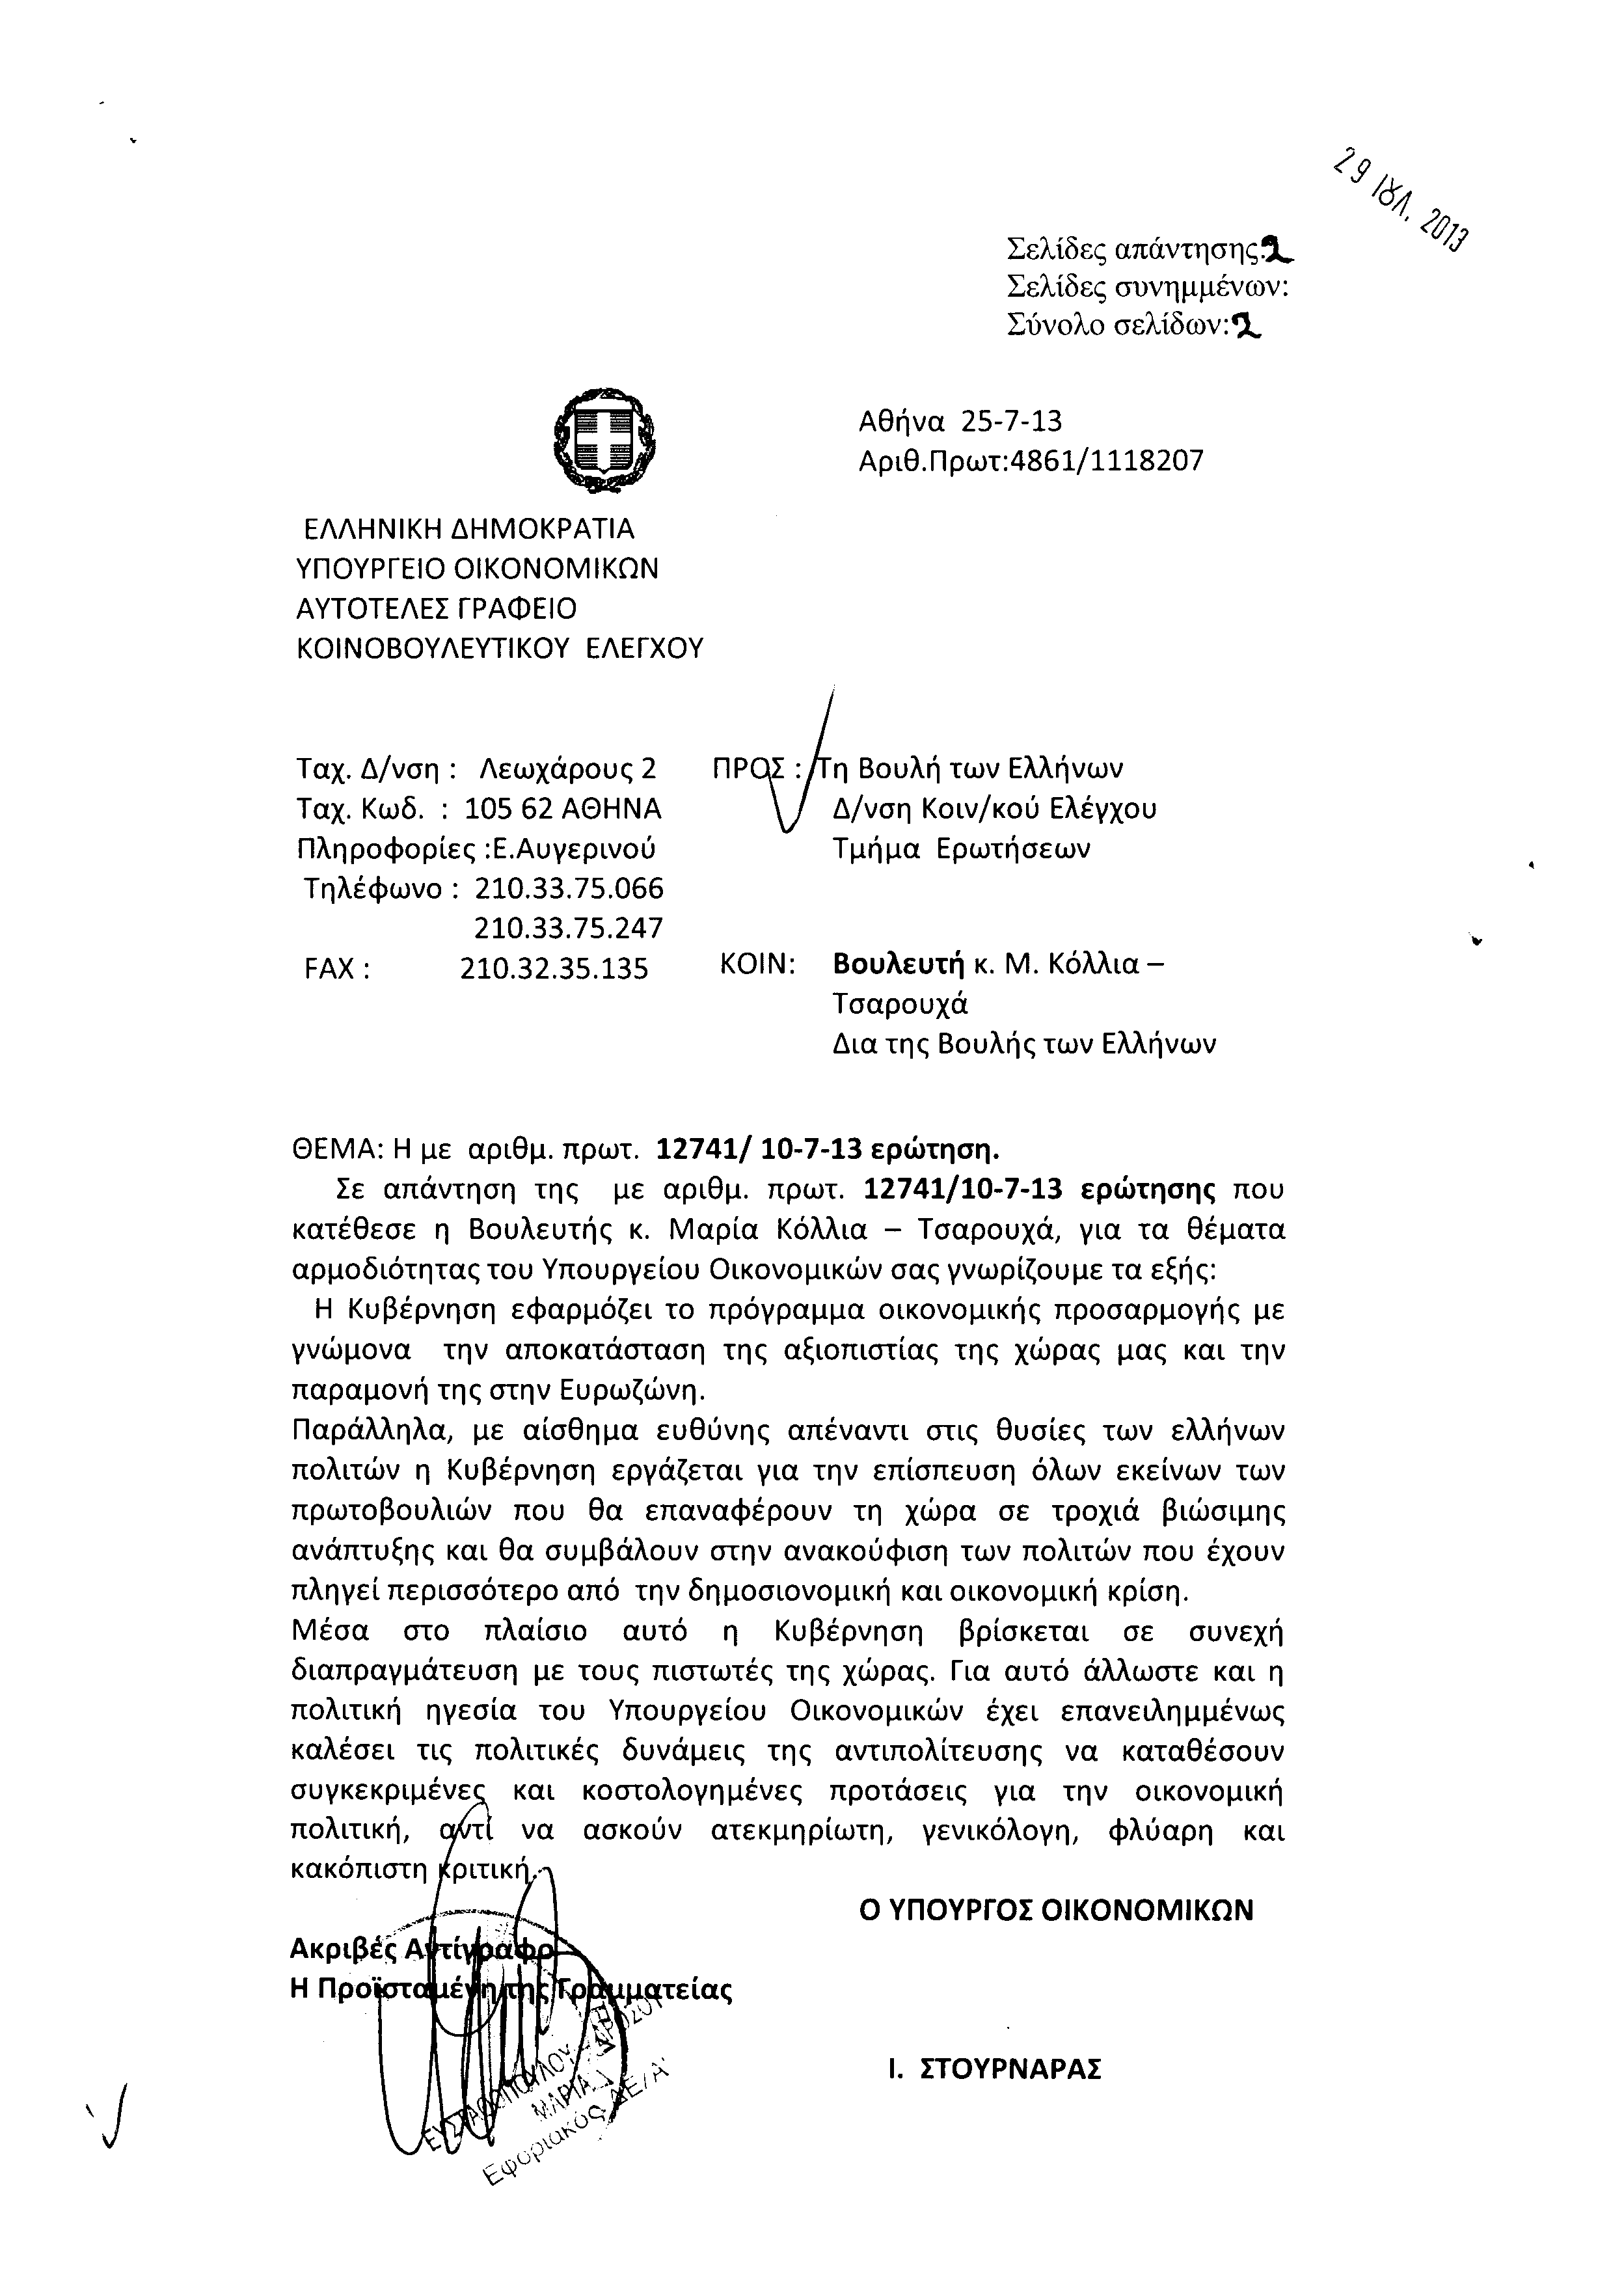 29 ΙΟΥΛ. 2013
Σελίδες απάντησης:2
Σελίδες συνημμένων:
Σύνολο σελίδων:2
Αθήνα 25-7-13
Αριθ.Πρωτ:4861/1118207
ΕΛΛΗΝΙΚΗ ΔΗΜΟΚΡΑΤΙΑ
ΥΠΟΥΡΓΕΙΟ ΟΙΚΟΝΟΜΙΚΩΝ
ΑΥΤΟΤΕΛΕΣ ΓΡΑΦΕΙΟ
ΚΟΙΝΟΒΟΥΛΕΥΤΙΚΟΥ ΕΛΕΓΧΟΥ
Ταχ. Δ/νση : Λεωχάρους 2
Ταχ. Κωδ. : 105 62 ΑΘΗΝΑ
Πληροφορίες :Ε.Αυγερινού
Τηλέφωνο : 210.33.75.066
210.33.75.247
FAX : 210.32.35.135
ΠΡΟΣ : Τη Βουλή των Ελλήνων
Δ/νση Κοιν/κού Ελέγχου
Τμήμα Ερωτήσεων
ΚΟΙΝ: Βουλευτή κ. Μ. Κόλλια –
Τσαρουχά
Δια της Βουλής των Ελλήνων
ΘΕΜΑ: Η με αριθμ. πρωτ. 12741/ 10-7-13 ερώτηση.
Σε απάντηση της με αριθμ. πρωτ. 12741/10-7-13 ερώτησης που
κατέθεσε η Βουλευτής κ. Μαρία Κόλλια – Τσαρουχά, για τα θέματα
αρμοδιότητας του Υπουργείου Οικονομικών σας γνωρίζουμε τα εξής:
Η Κυβέρνηση εφαρμόζει το πρόγραμμα οικονομικής προσαρμογής με
γνώμονα την αποκατάσταση της αξιοπιστίας της χώρας μας και την
παραμονή της στην Ευρωζώνη.
Παράλληλα, με αίσθημα ευθύνης απέναντι στις θυσίες των ελλήνων
πολιτών η Κυβέρνηση εργάζεται για την επίσπευση όλων εκείνων των
πρωτοβουλιών που θα επαναφέρουν τη χώρα σε τροχιά βιώσιμης
ανάπτυξης και θα συμβάλουν στην ανακούφιση των πολιτών που έχουν
πληγεί περισσότερο από την δημοσιονομική και οικονομική κρίση.
Μέσα στο πλαίσιο αυτό η Κυβέρνηση βρίσκεται σε συνεχή
διαπραγμάτευση με τους πιστωτές της χώρας. Για αυτό άλλωστε και η
πολιτική ηγεσία του Υπουργείου Οικονομικών έχει επανειλημμένως
καλέσει τις πολιτικές δυνάμεις της αντιπολίτευσης να καταθέσουν
συγκεκριμένες και κοστολογημένες προτάσεις για την οικονομική
πολιτική, αντί να ασκούν ατεκμηρίωτη, γενικόλογη, φλύαρη και
κακόπιστη κριτική.
Ο ΥΠΟΥΡΓΟΣ ΟΙΚΟΝΟΜΙΚΩΝ
Ακριβές Αντίγραφο
Η Προϊσταμένη της Γραμματείας
Ι. ΣΤΟΥΡΝΑΡΑΣ
ΕΥΣΤΑΘΟΠΟΥΛΟΥ
ΜΑΡΙΑ
Εφοριακός ΔΕ/Α'